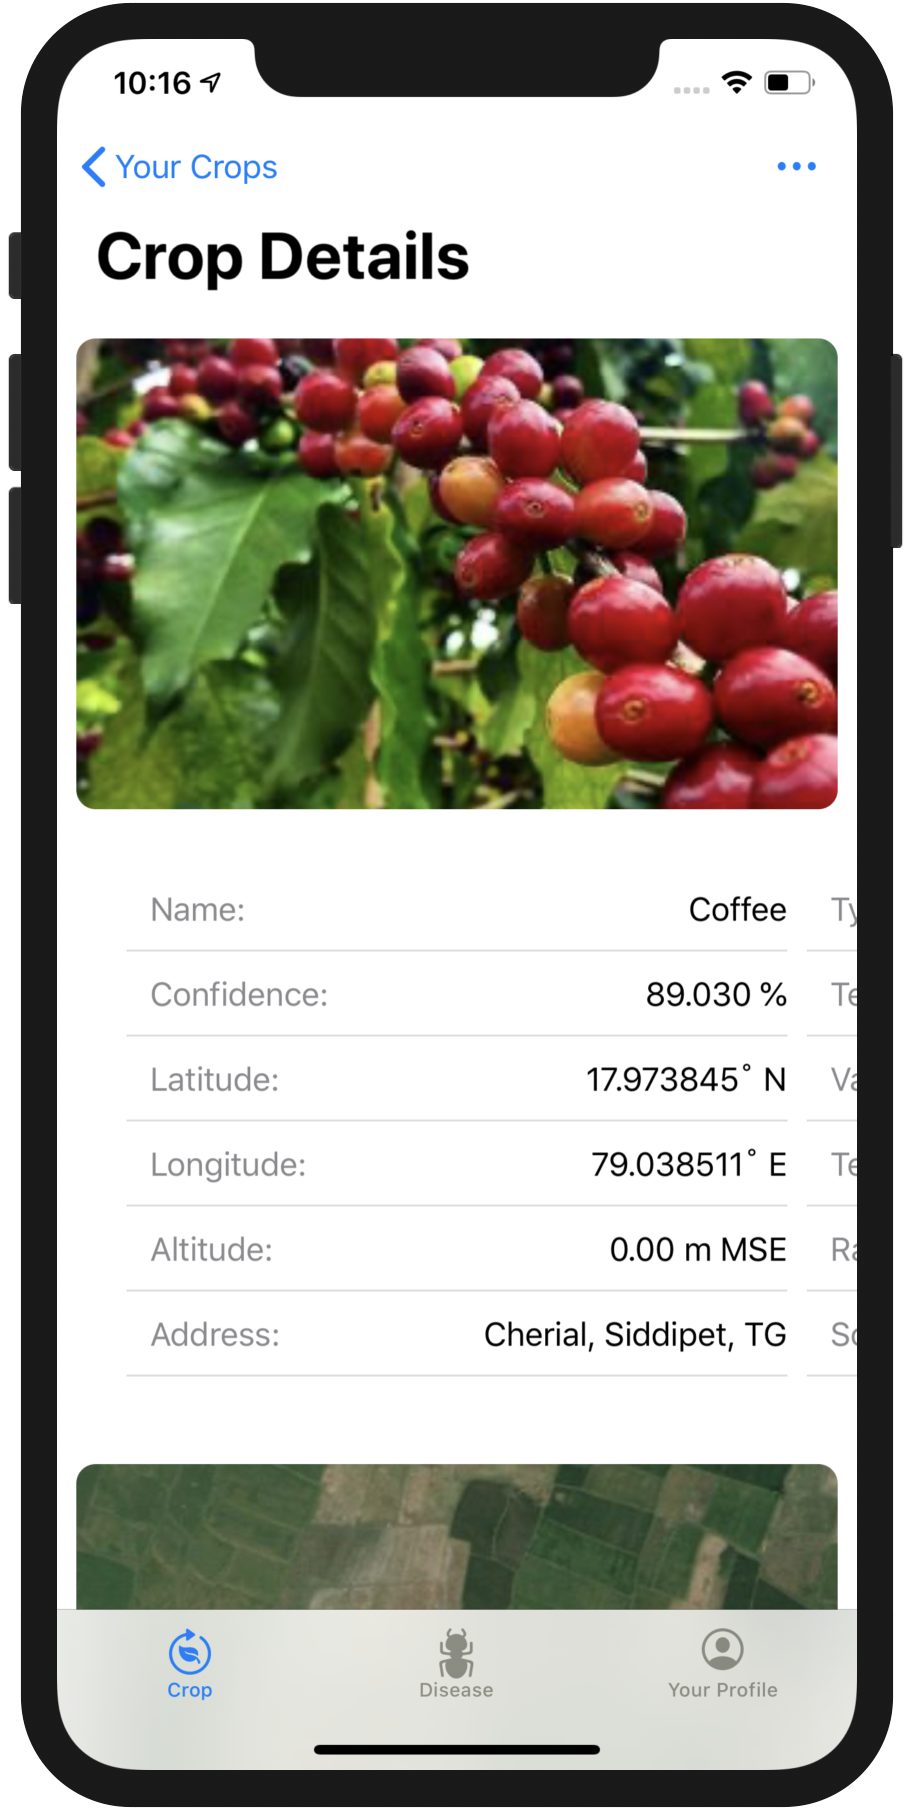 10:16
Your Crops
Crop Details
Name: Coffee Ty
Confidence: 89.030 % Te
Latitude: 17.973845° N Va
Longitude: 79.038511° E Te
Altitude: 0.00 m MSE Ra
Address: Cherial, Siddipet, TG So
Crop Disease Your Profile